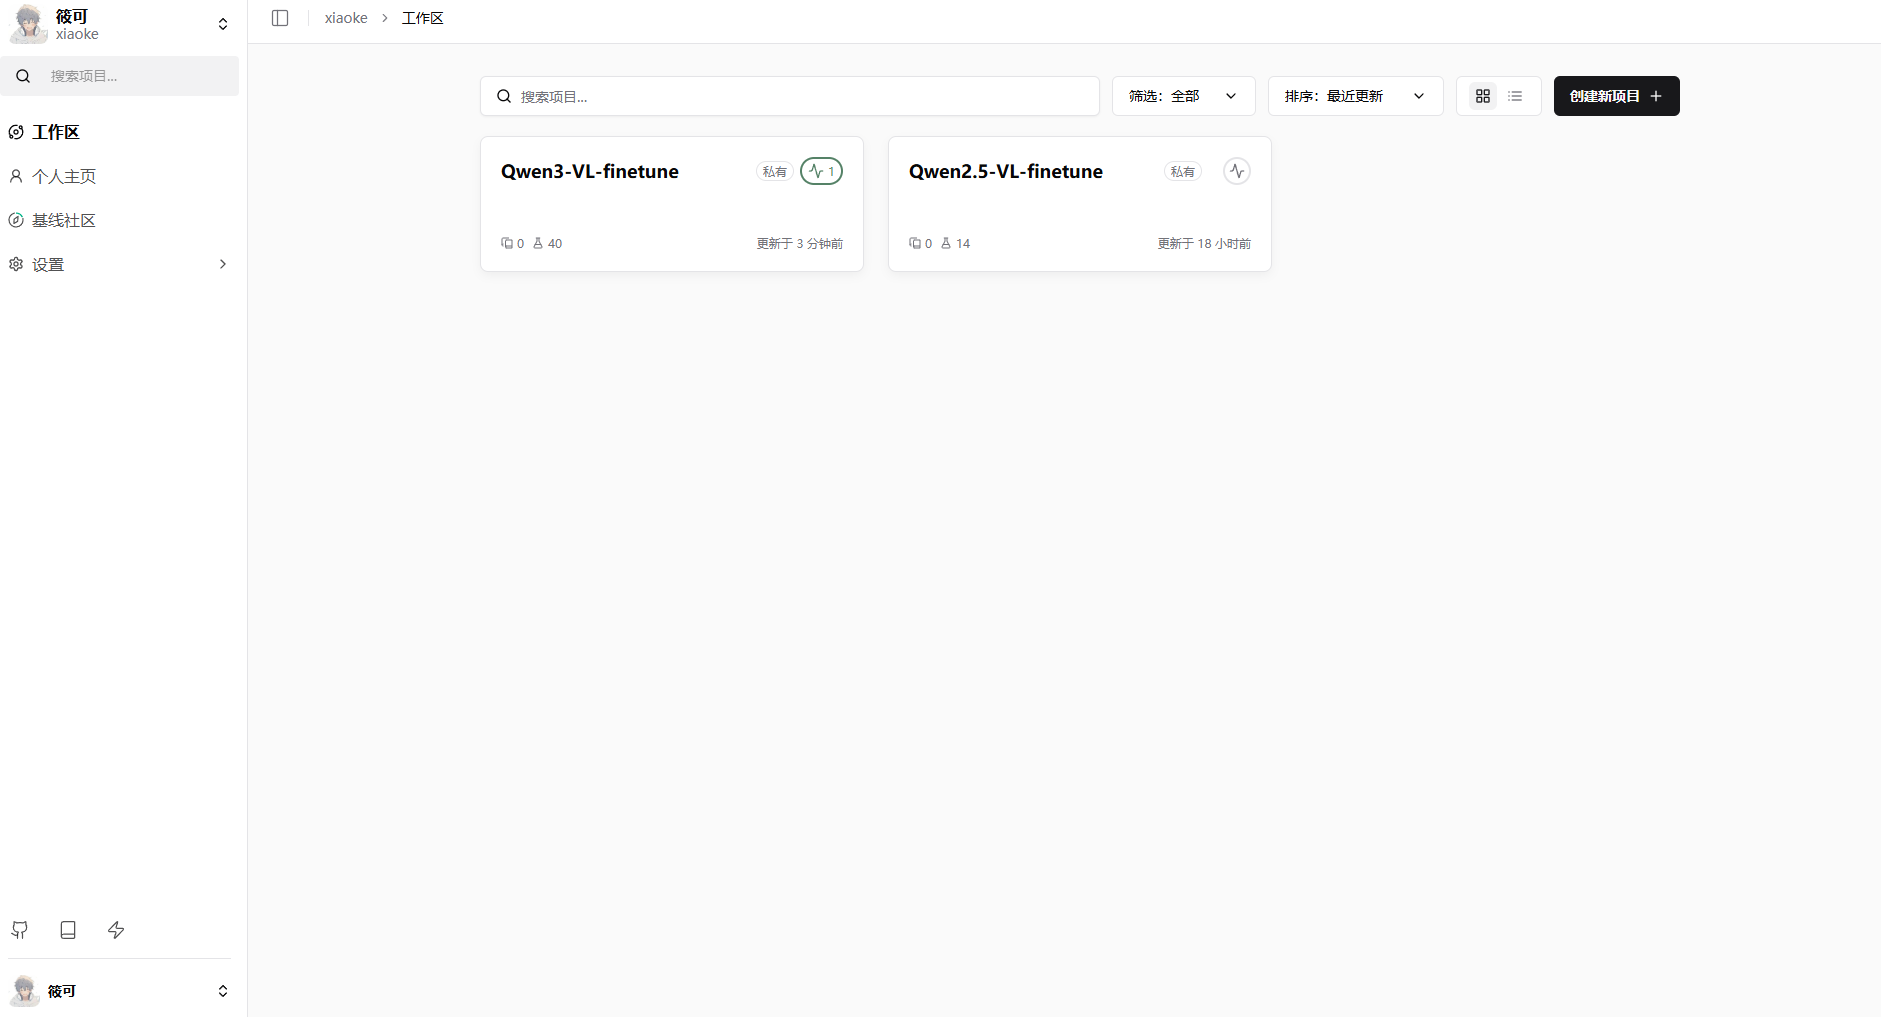 筱可
xiaoke
搜索项目...
工作区
个人主页
基线社区
设置
筱可
xiaoke
工作区
搜索项目...
筛选：全部
排序：最近更新
创建新项目
Qwen3-VL-finetune
私有
1
0
40
更新于 3 分钟前
Qwen2.5-VL-finetune
私有
0
14
更新于 18 小时前